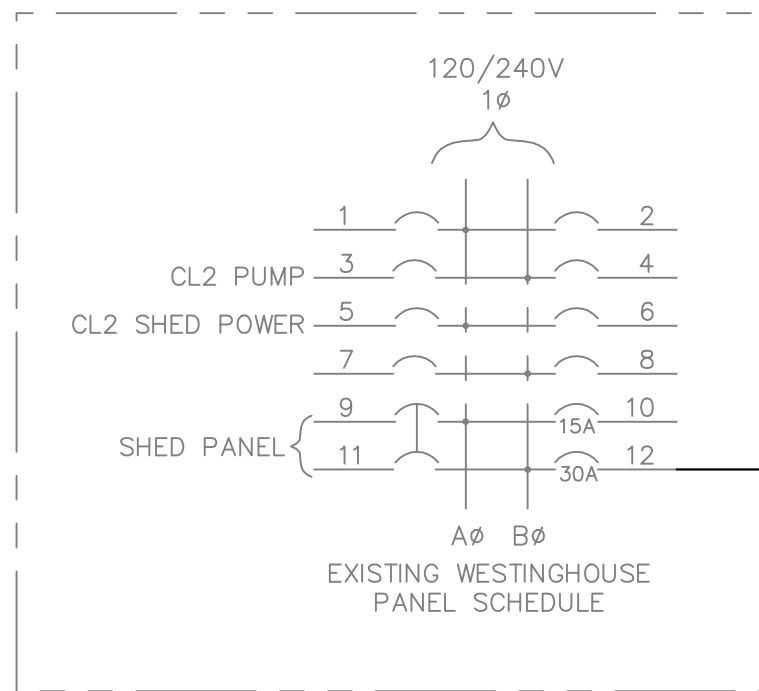 120/240V
1ø
1 2
CL2 PUMP 3 4
CL2 SHED POWER 5 6
7 8
9 10
15A
SHED PANEL
11 12
30A
Aø Bø
EXISTING WESTINGHOUSE
PANEL SCHEDULE